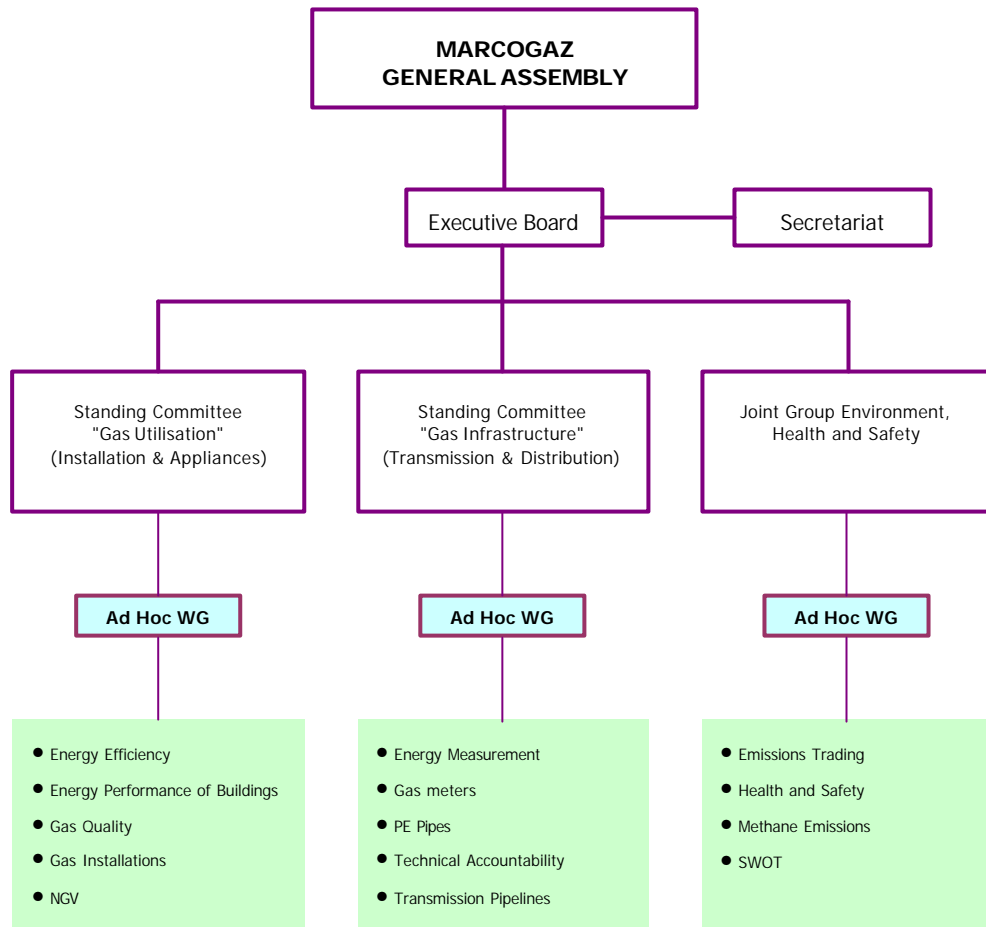 MARCOGAZ
GENERAL ASSEMBLY
Executive Board
Secretariat
Standing Committee
"Gas Utilisation"
(Installation & Appliances)
Standing Committee
"Gas Infrastructure"
(Transmission & Distribution)
Joint Group Environment,
Health and Safety
Ad Hoc WG
Ad Hoc WG
Ad Hoc WG
• Energy Efficiency
• Energy Performance of Buildings
• Gas Quality
• Gas Installations
• NGV
• Energy Measurement
• Gas meters
• PE Pipes
• Technical Accountability
• Transmission Pipelines
• Emissions Trading
• Health and Safety
• Methane Emissions
• SWOT